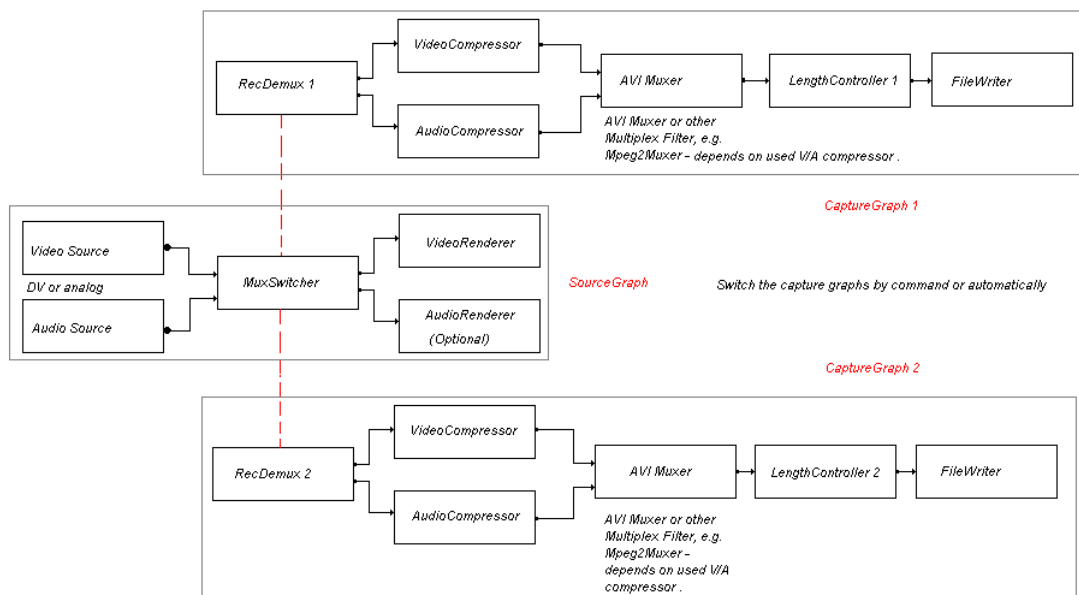 VideoCompressor
RecDemux 1
AVI Muxer
LengthController 1
FileWriter
AudioCompressor
AVI Muxer or other
Multiplex Filter, e.g.
Mpeg2Muxer - depends on used V/A compressor .
CaptureGraph 1
Video Source
VideoRenderer
MuxSwitcher
SourceGraph
Switch the capture graphs by command or automatically
DV or analog
Audio Source
AudioRenderer
(Optional)
CaptureGraph 2
VideoCompressor
RecDemux 2
AVI Muxer
LengthController 2
FileWriter
AudioCompressor
AVI Muxer or other
Multiplex Filter, e.g.
Mpeg2Muxer -
depends on used V/A
compressor .